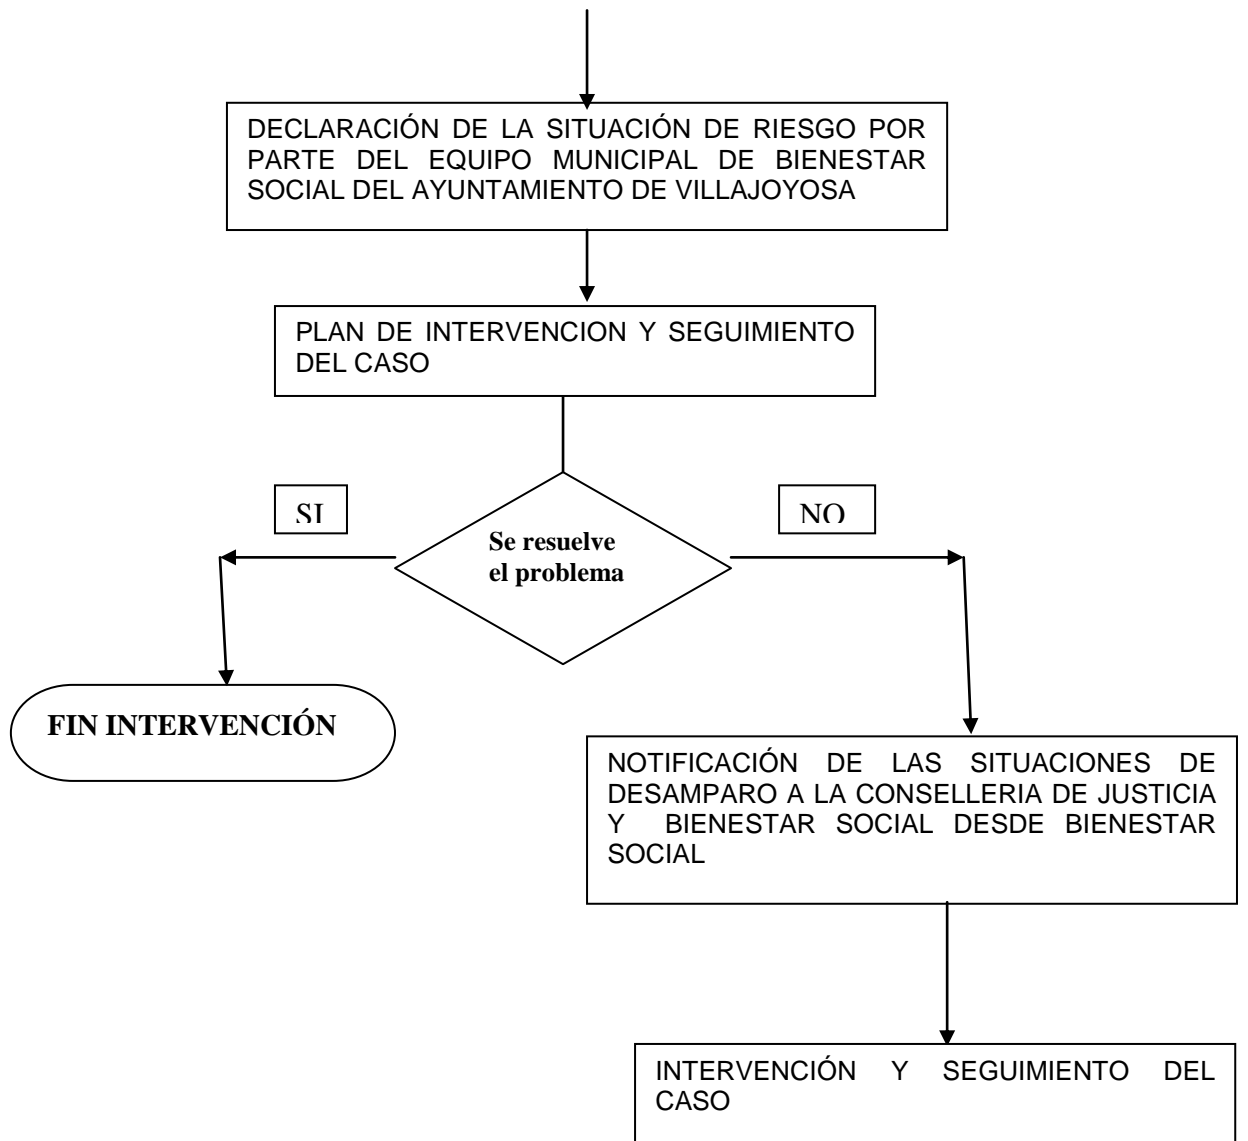 DECLARACIÓN DE LA SITUACIÓN DE RIESGO POR
PARTE DEL EQUIPO MUNICIPAL DE BIENESTAR
SOCIAL DEL AYUNTAMIENTO DE VILLAJOYOSA
PLAN DE INTERVENCION Y SEGUIMIENTO
DEL CASO
SI
NO
Se resuelve
el problema
FIN INTERVENCIÓN
NOTIFICACIÓN DE LAS SITUACIONES DE
DESAMPARO A LA CONSELLERIA DE JUSTICIA
Y BIENESTAR SOCIAL DESDE BIENESTAR
SOCIAL
INTERVENCIÓN Y SEGUIMIENTO DEL
CASO